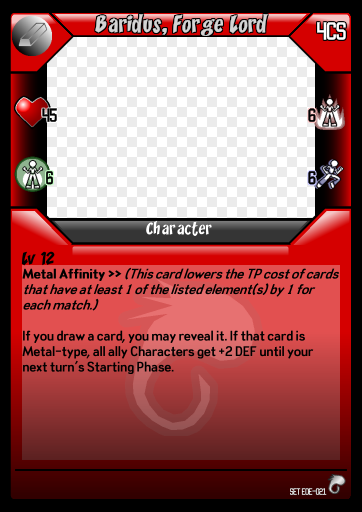 Baridus, Forge Lord
4CS
45
6
6
6
Character
Lv 12
Metal Affinity >> (This card lowers the TP cost of cards
that have at least 1 of the listed element(s) by 1 for
each match.)
If you draw a card, you may reveal it. If that card is
Metal-type, all ally Characters get +2 DEF until your
next turn's Starting Phase.
SET EOE-021